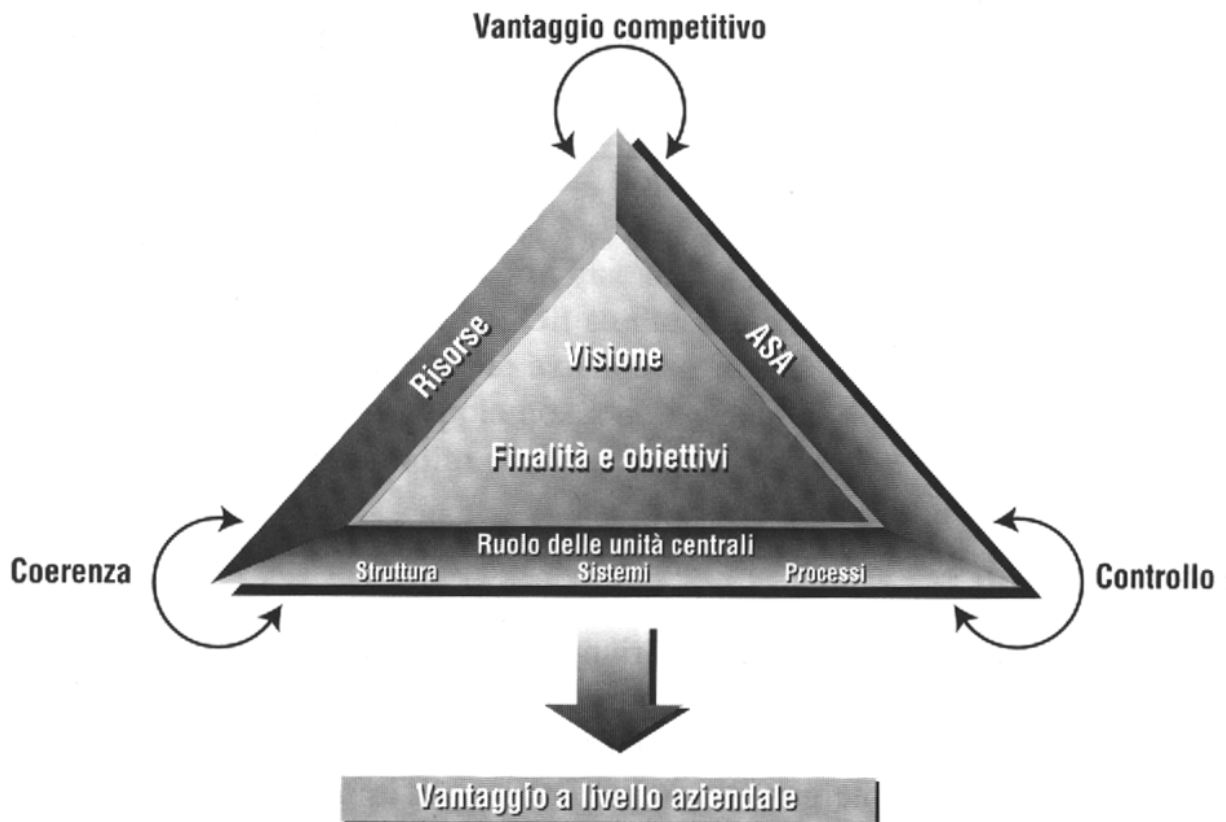 Vantaggio competitivo
Risorse
ASA
Visione
Finalità e obiettivi
Ruolo delle unità centrali
Struttura
Sistemi
Processi
Coerenza
Controllo
Vantaggio a livello aziendale